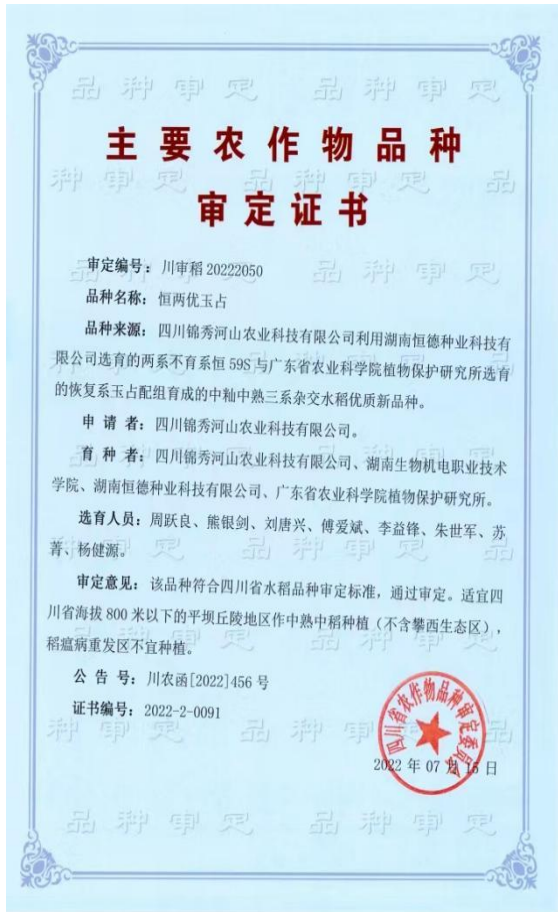 主要农作物品种
审定证书
审定编号：川审稻 20222050
品种名称：恒两优玉占
品种来源：四川锦秀河山农业科技有限公司利用湖南恒德种业科技有
限公司选育的两系不育系恒 59S 与广东省农业科学院植物保护研究所选育
的恢复系玉占配组育成的中籼中熟三系杂交水稻优质新品种。
申 请 者：四川锦秀河山农业科技有限公司。
育 种 者：四川锦秀河山农业科技有限公司、湖南生物机电职业技术
学院、湖南恒德种业科技有限公司、广东省农业科学院植物保护研究所。
选育人员：周跃良、熊银剑、刘唐兴、傅爱斌、李益锋、朱世军、苏
菁、杨健源。
审定意见：该品种符合四川省水稻品种审定标准，通过审定。适宜四
川省海拔 800 米以下的平坝丘陵地区作中熟中稻种植（不含攀西生态区），
稻瘟病重发区不宜种植。
公 告 号：川农函[2022]456 号
证书编号：2022-2-0091
四川省农作物品种审定委员会
2022 年 07 月 15 日